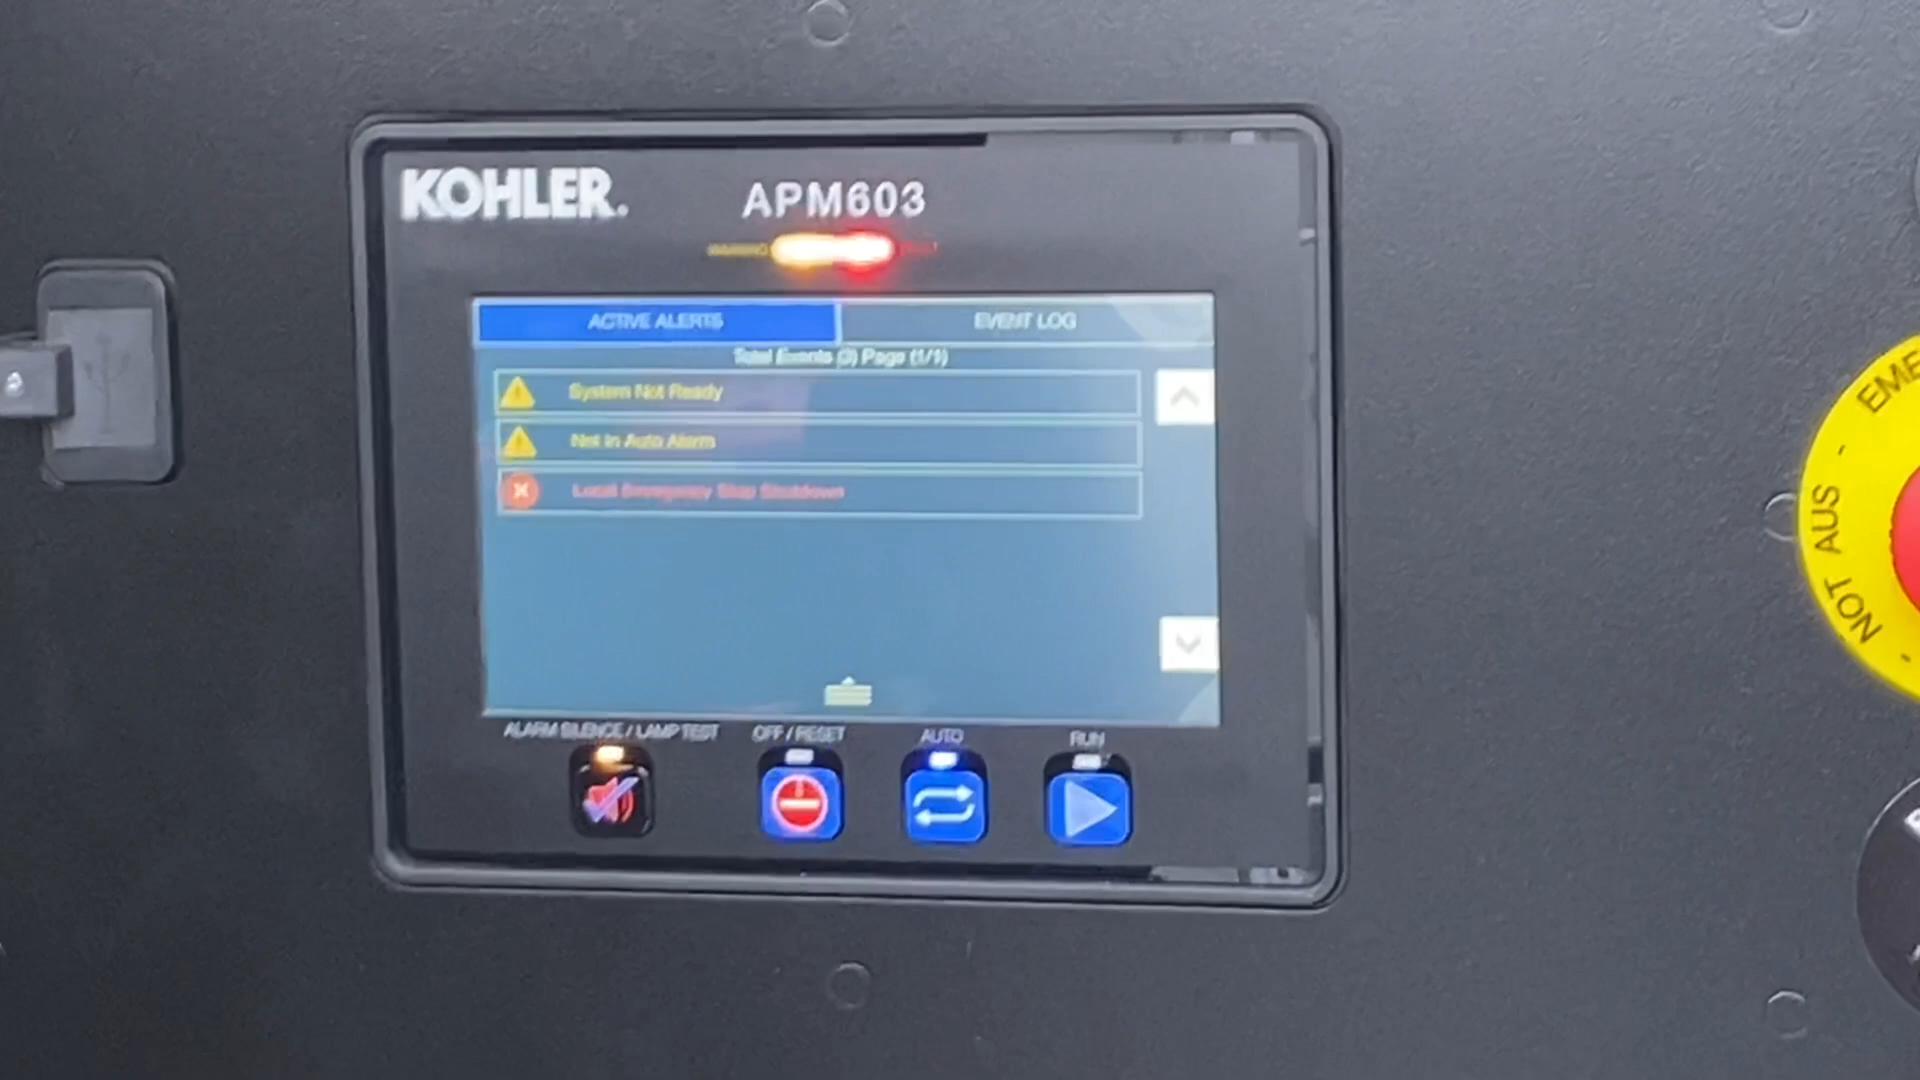 KOHLER.
APM603
ACTIVE ALERTS
EVENT LOG
Total Events (3) Page (1/1)
System Not Ready
Not In Auto Alarm
Local Emergency Stop Shutdown
ALARM SILENCE / LAMP TEST
OFF / RESET
AUTO
RUN
EME
NOT AUS